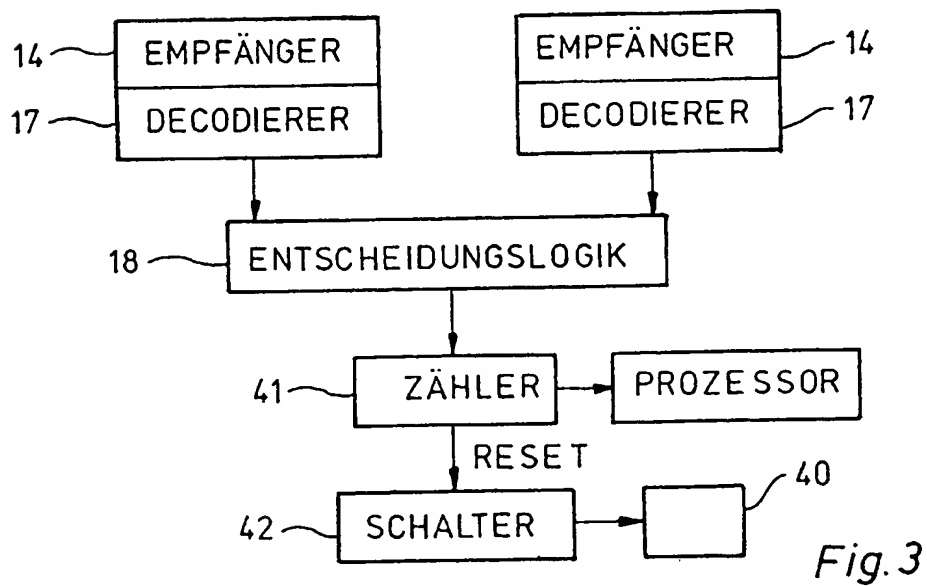 14 EMPFÄNGER EMPFÄNGER 14
17 DECODIERER DECODIERER 17
18 ENTSCHEIDUNGSLOGIK
41 ZÄHLER PROZESSOR
RESET
42 SCHALTER 40
Fig. 3